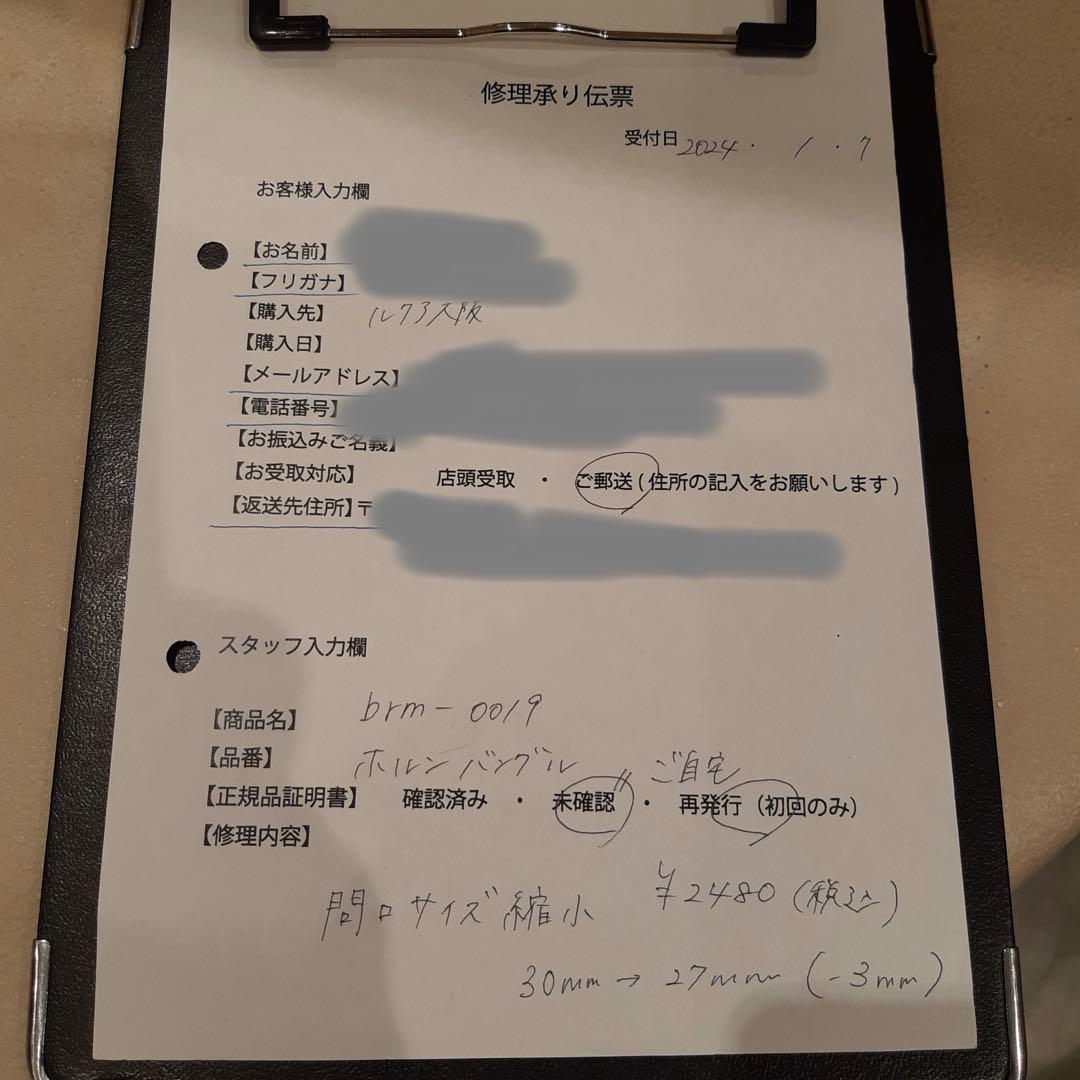 修理承り伝票
受付日 2024 ・ 1 ・ 7
お客様入力欄
【お名前】
【フリガナ】
【購入先】 ルクア大阪
【購入日】
【メールアドレス】
【電話番号】
【お振込みご名義】
【お受取対応】 店頭受取 ・ ご郵送 (住所の記入をお願いします)
【返送先住所】〒
スタッフ入力欄
【商品名】 brm-0019
【品番】 ホルンバングル ご自宅
【正規品証明書】 確認済み ・ 未確認 ・ 再発行 (初回のみ)
【修理内容】
間口サイズ縮小 ¥2480 (税込)
30mm→27mm (-3mm)